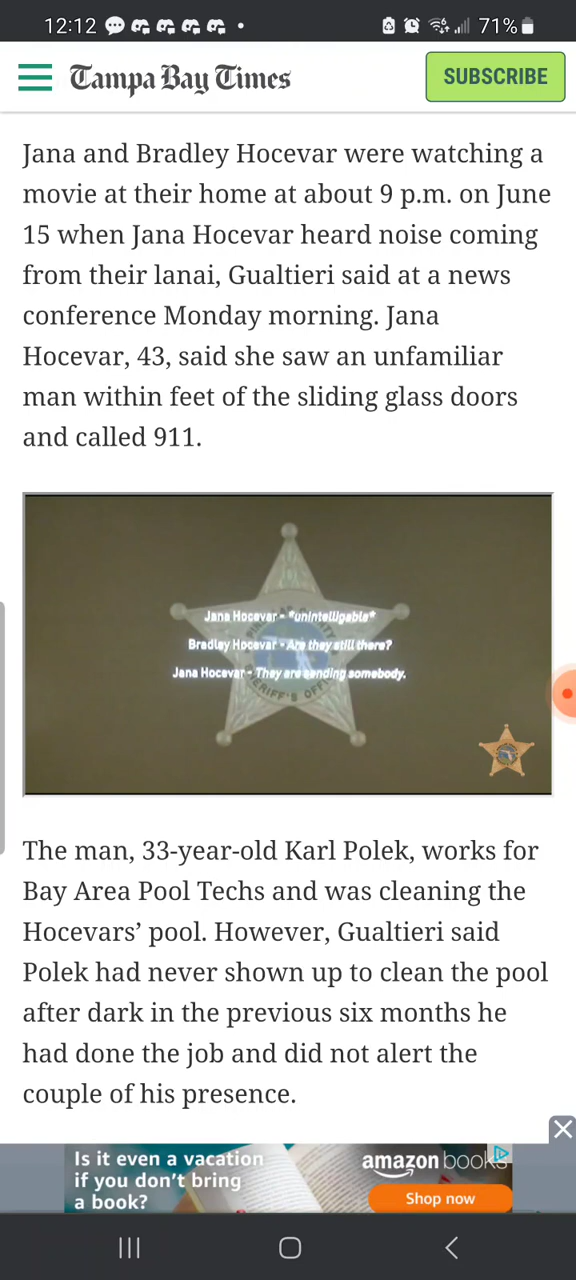 12:12
71%
Tampa Bay Times
SUBSCRIBE
Jana and Bradley Hocevar were watching a
movie at their home at about 9 p.m. on June
15 when Jana Hocevar heard noise coming
from their lanai, Gualtieri said at a news
conference Monday morning. Jana
Hocevar, 43, said she saw an unfamiliar
man within feet of the sliding glass doors
and called 911.
Jana Hocevar - *unintelligable*
Bradley Hocevar - Are they still there?
Jana Hocevar - They are sending somebody.
SHERIFF'S OFFICE
The man, 33-year-old Karl Polek, works for
Bay Area Pool Techs and was cleaning the
Hocevars’ pool. However, Gualtieri said
Polek had never shown up to clean the pool
after dark in the previous six months he
had done the job and did not alert the
couple of his presence.
Is it even a vacation
if you don't bring
a book?
amazon books
Shop now